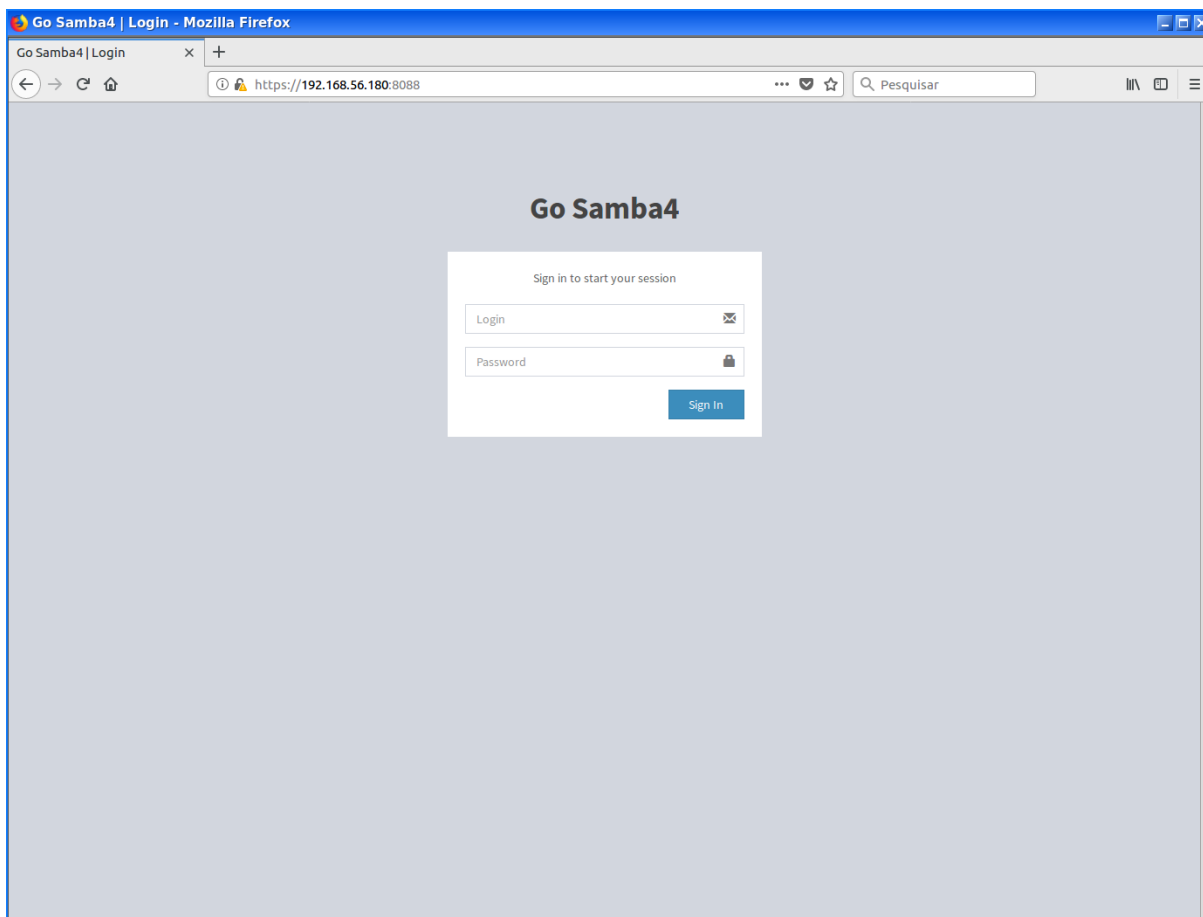 Go Samba4 | Login - Mozilla Firefox
Go Samba4 | Login
https://192.168.56.180:8088
Pesquisar
Go Samba4
Sign in to start your session
Login
Password
Sign In